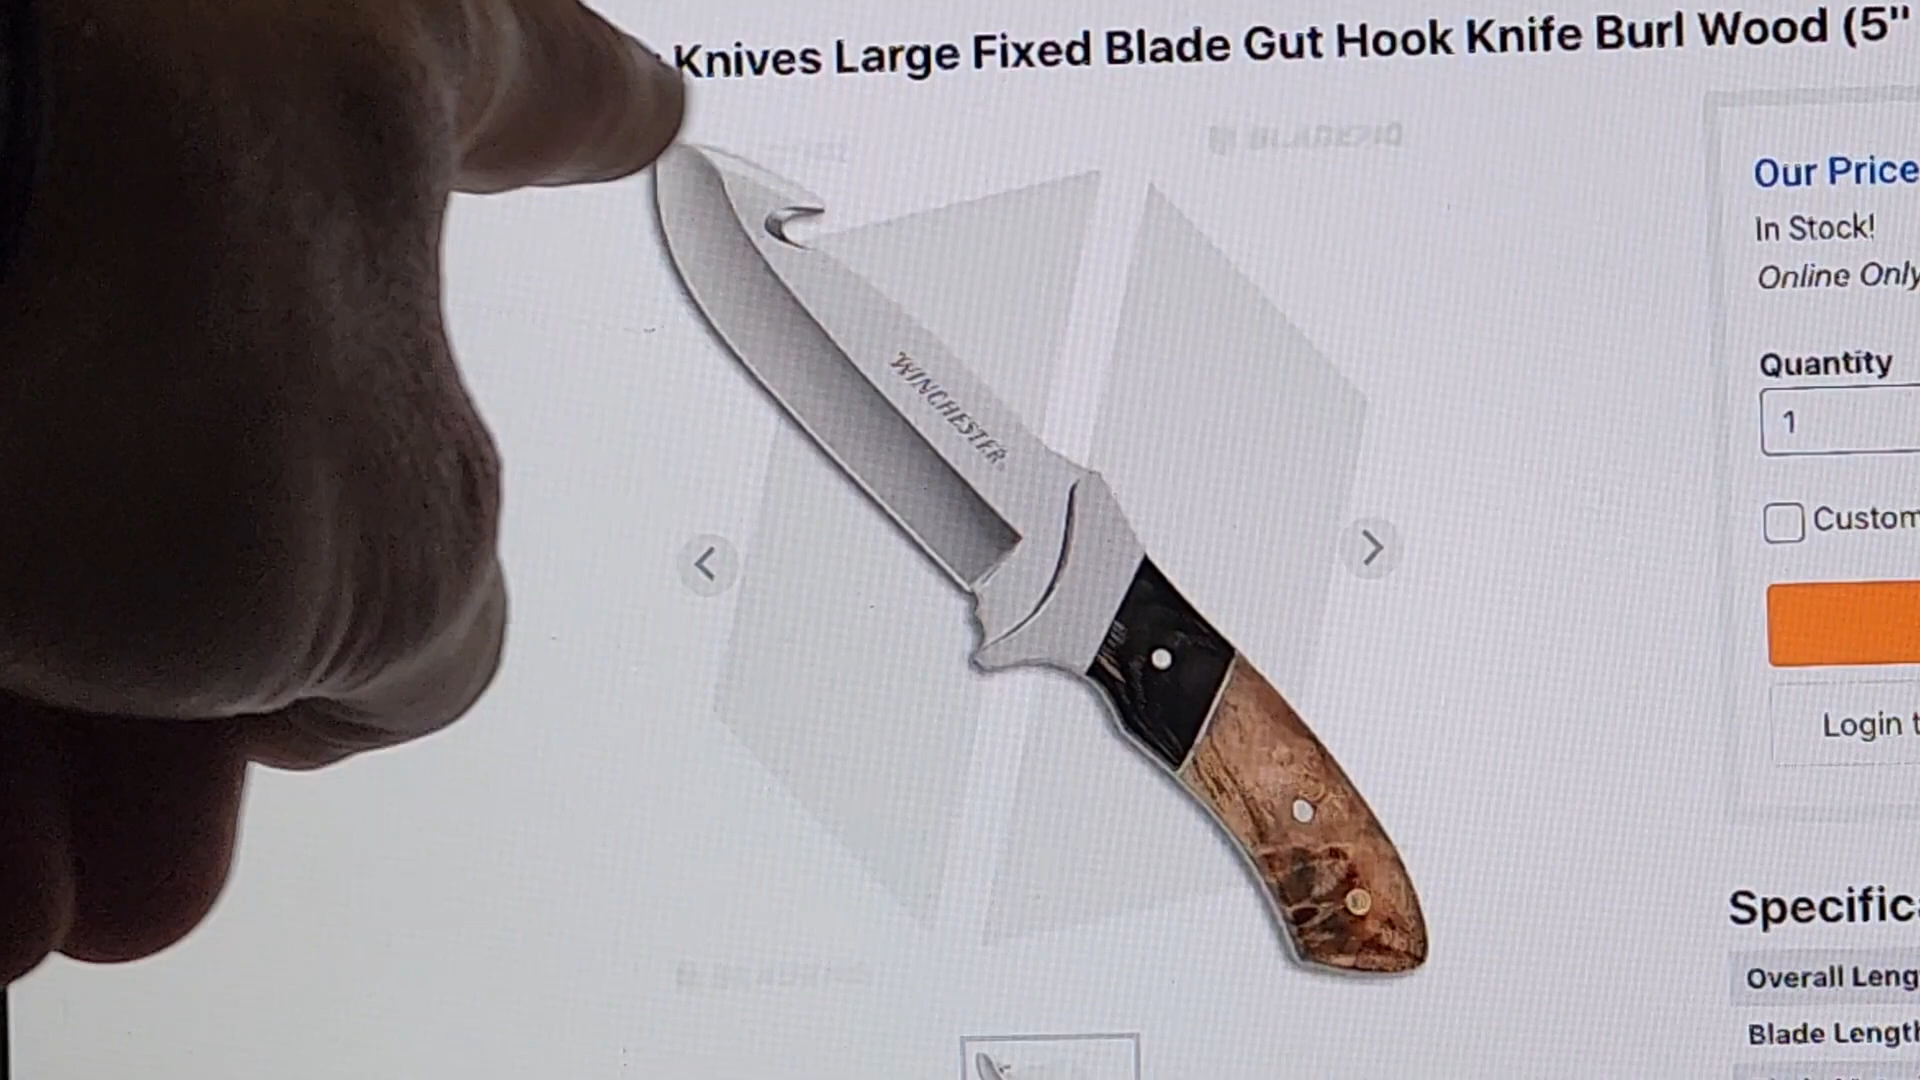 Knives Large Fixed Blade Gut Hook Knife Burl Wood (5"
BLADEHQ
Our Price
In Stock!
Online Only
WINCHESTER
Quantity
1
Custom
Login t
Specific
Overall Leng
Blade Length